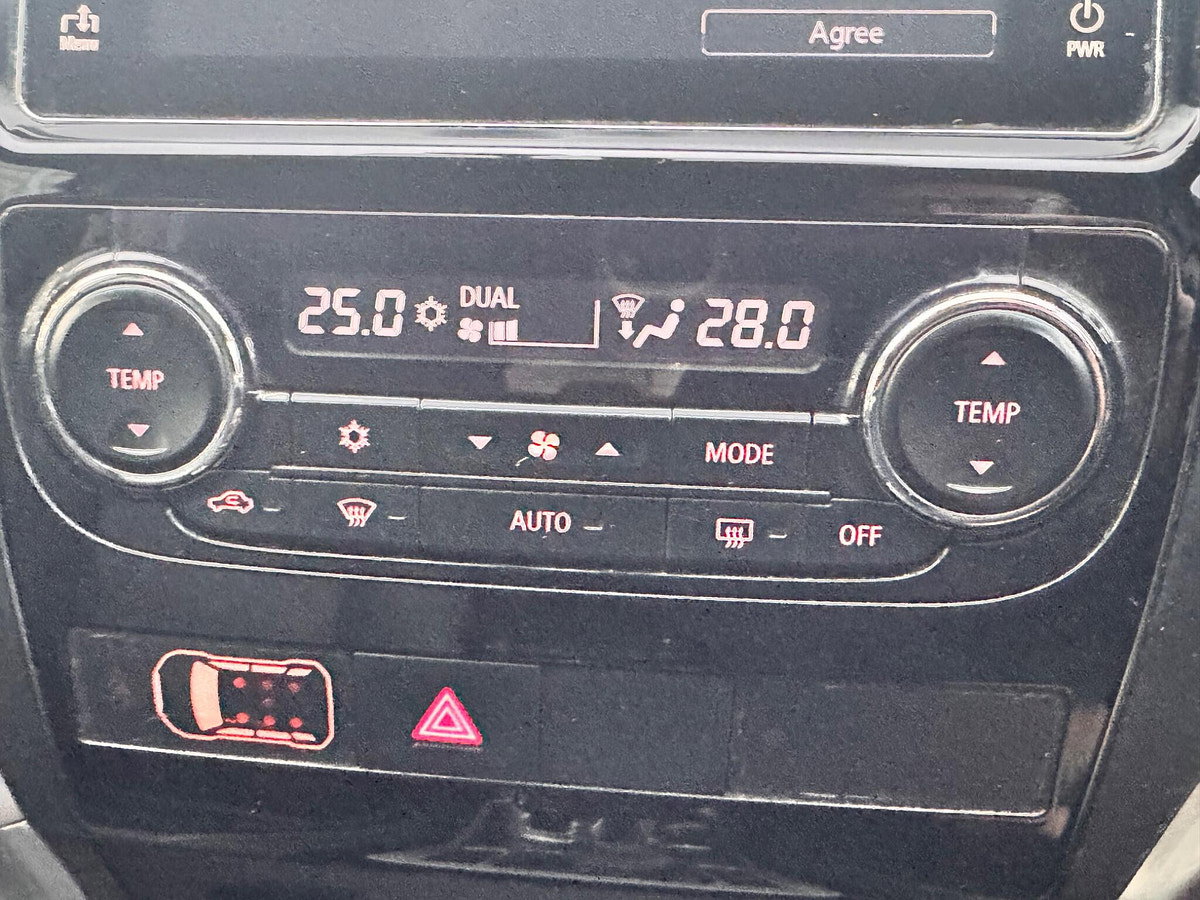 Menu
Agree
PWR
25.0 DUAL 28.0
TEMP
TEMP
MODE
AUTO
OFF